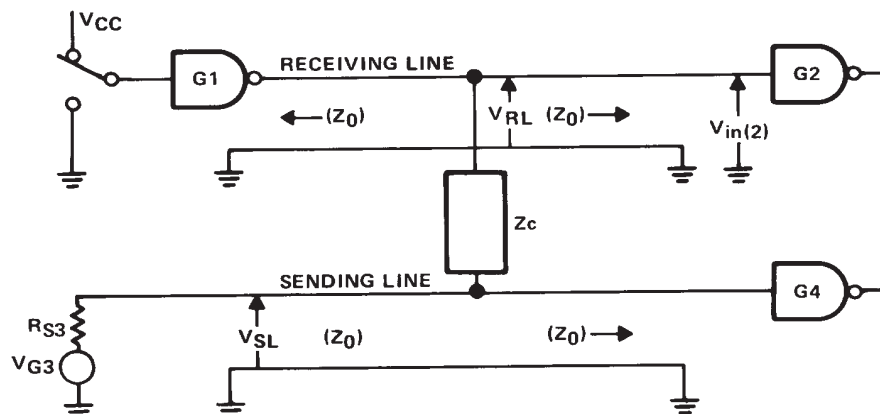 VCC
G1
RECEIVING LINE
G2
(Z0)
VRL
(Z0)
Vin(2)
Zc
SENDING LINE
G4
RS3
VSL
(Z0)
(Z0)
VG3